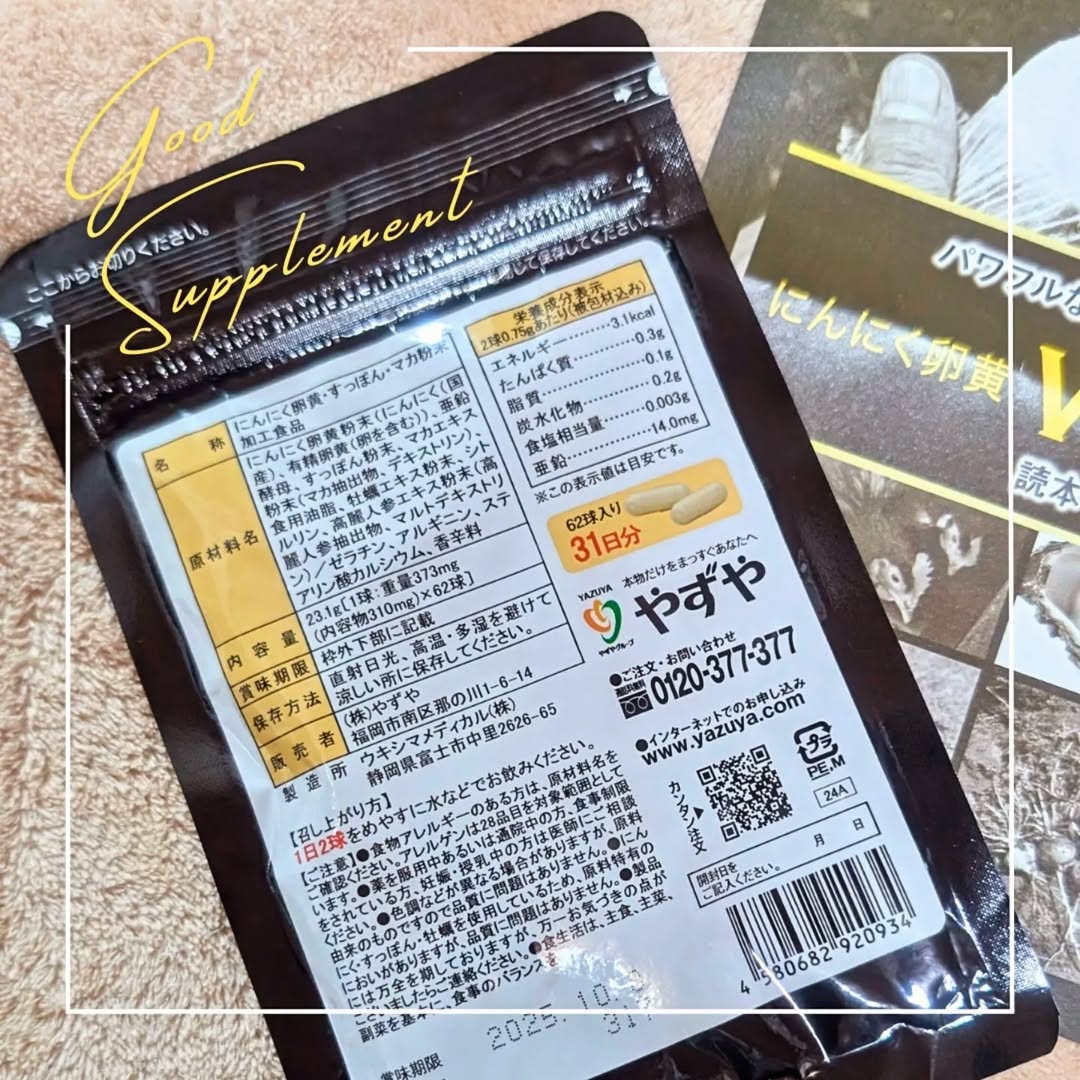 Good
Supplement
ここからお切りください。
して保存してください。
名 称
にんにく卵黄・すっぽん・マカ粉末
加工食品
原材料名
にんにく卵黄粉末(にんにく(国
産)、有精卵黄(卵を含む))、亜鉛
酵母、すっぽん粉末、マカエキス
粉末(マカ抽出物、デキストリン)、
食用油脂、牡蠣エキス粉末、シト
ルリン、高麗人参エキス粉末(高
麗人参抽出物、マルトデキストリ
ン)/ゼラチン、アルギニン、ステ
アリン酸カルシウム、香辛料
内容量
23.1g[1球:重量373mg
(内容物310mg)×62球]
賞味期限
枠外下部に記載
保存方法
直射日光、高温・多湿を避けて
涼しい所に保存してください。
販売者
(株)やずや
福岡市南区那の川1-6-14
製造所
ウキシマメディカル(株)
静岡県富士市中里2626-65
【召し上がり方】
1日2球をめやすに水などでお飲みください。
【ご注意】●食物アレルギーのある方は、原材料名を
ご確認ください。アレルゲンは28品目を対象範囲として
います。●薬を服用中あるいは通院中の方、食事制限
をされている方、妊娠・授乳中の方は医師にご相談
ください。●色調などが異なる場合がありますが、原料
由来のものですので品質に問題はありません。●にん
にく・すっぽん・牡蠣を使用しているため、原料特有の
においがありますが、品質に問題はありません。●製品
には万全を期しておりますが、万一お気づきの点が
ございましたらご連絡ください。●食生活は、主食、主菜、
副菜を基本に、食事のバランスを
賞味期限
2025.10.
31
栄養成分表示
2球0.75gあたり(被包材込み)
エネルギー………3.1kcal
たんぱく質………0.3g
脂質………0.1g
炭水化物………0.2g
食塩相当量………0.003g
亜鉛………14.0mg
※この表示値は目安です。
62球入り
31日分
本物だけをまっすぐあなたへ
YAZUYA
やずや
やずやグループ
●ご注文・お問い合わせ
0120-377-377
●インターネットでのお申し込み
www.yazuya.com
カンタン注文
プラ
PE,M
24A
開封日を
ご記入ください。
月 日
4 580682 920934
パワフルな
にんにく卵黄
読本